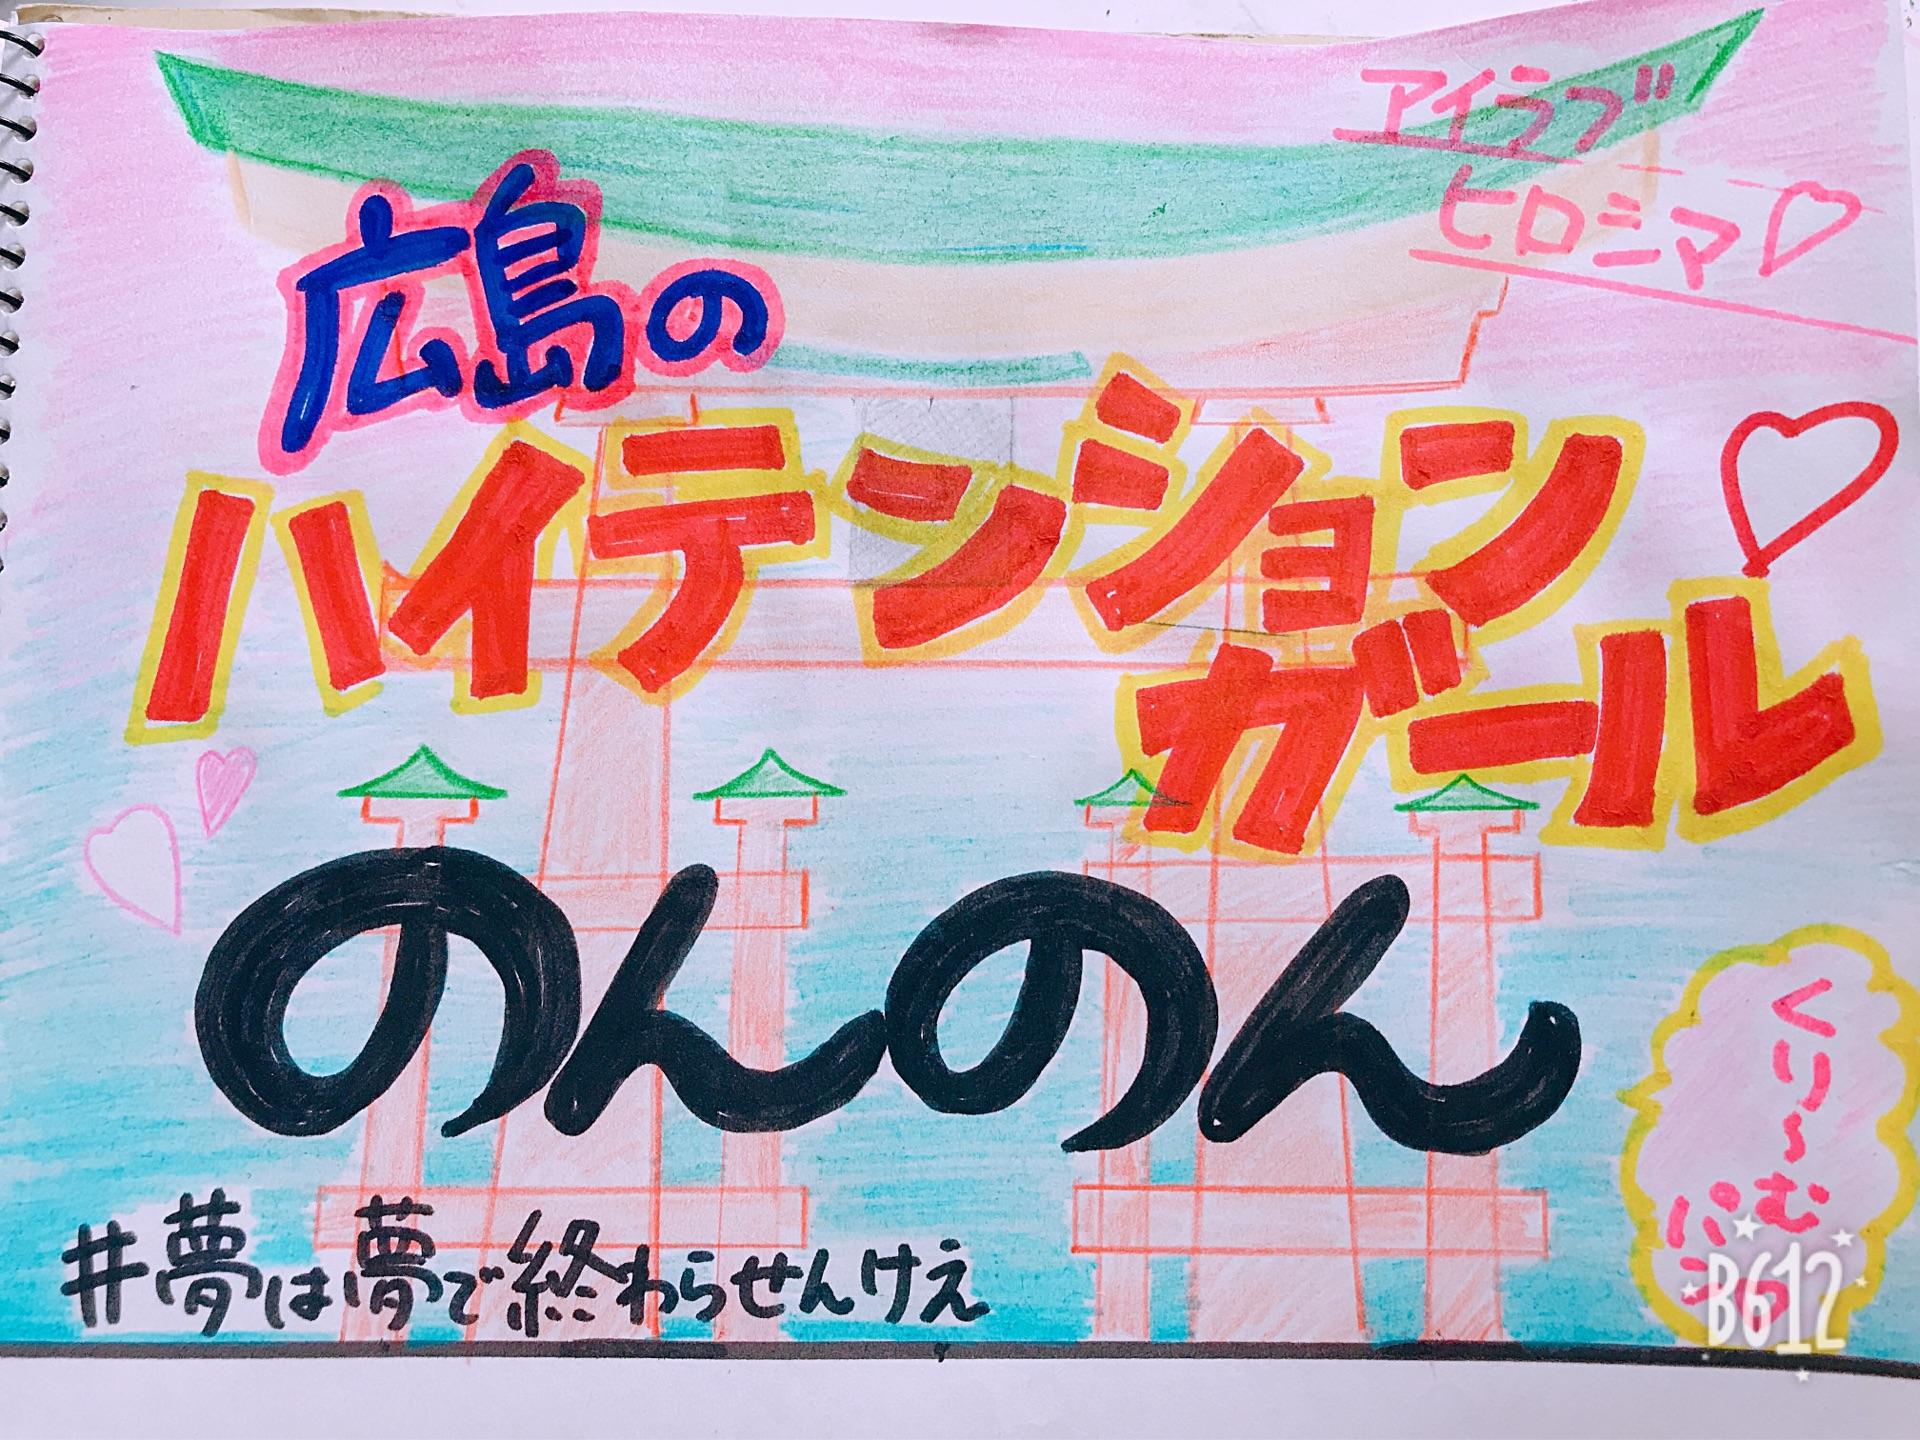 アイラブ
ヒロシマ♡
広島の
ハイテンション
ガール
のんのん
くり〜む
パン
#夢は夢で終わらせんけえ
B612